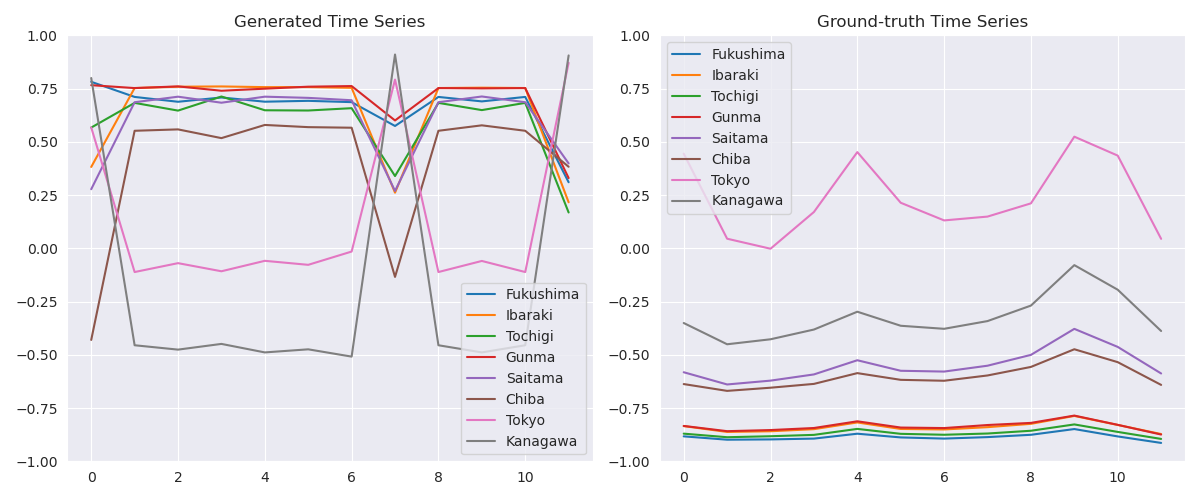 Generated Time Series
1.00
0.75
0.50
0.25
0.00
−0.25
−0.50
−0.75
−1.00
0 2 4 6 8 10
Fukushima
Ibaraki
Tochigi
Gunma
Saitama
Chiba
Tokyo
Kanagawa
Ground-truth Time Series
1.00
0.75
0.50
0.25
0.00
−0.25
−0.50
−0.75
−1.00
0 2 4 6 8 10
Fukushima
Ibaraki
Tochigi
Gunma
Saitama
Chiba
Tokyo
Kanagawa